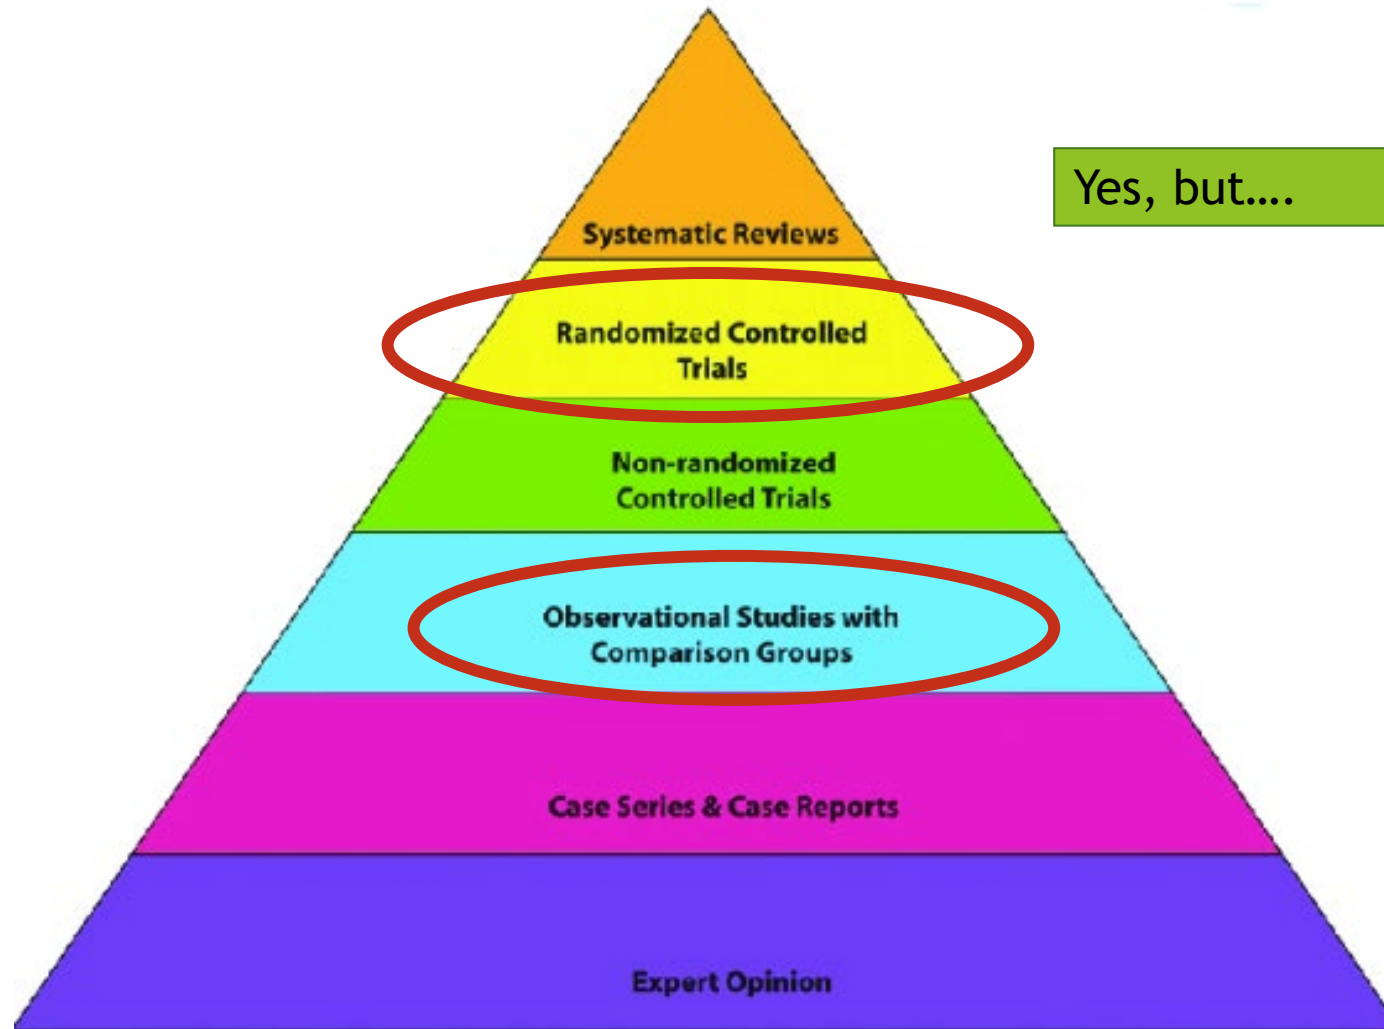 Yes, but....
Systematic Reviews
Randomized Controlled
Trials
Non-randomized
Controlled Trials
Observational Studies with
Comparison Groups
Case Series & Case Reports
Expert Opinion